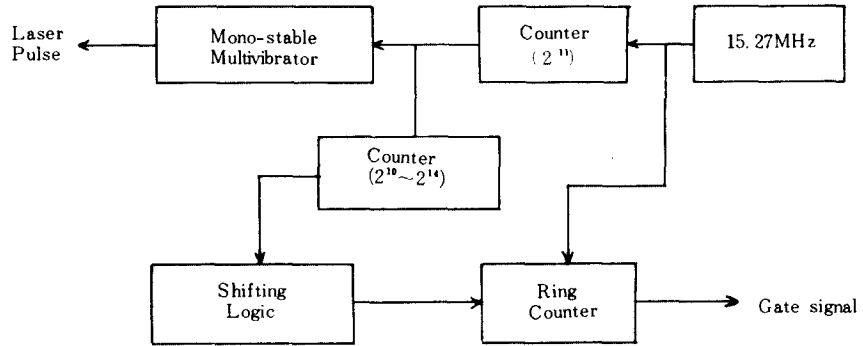 Laser
Pulse
Mono-stable
Multivibrator
Counter
(2¹¹)
15.27MHz
Counter
(2¹⁰～2¹⁴)
Shifting
Logic
Ring
Counter
Gate signal